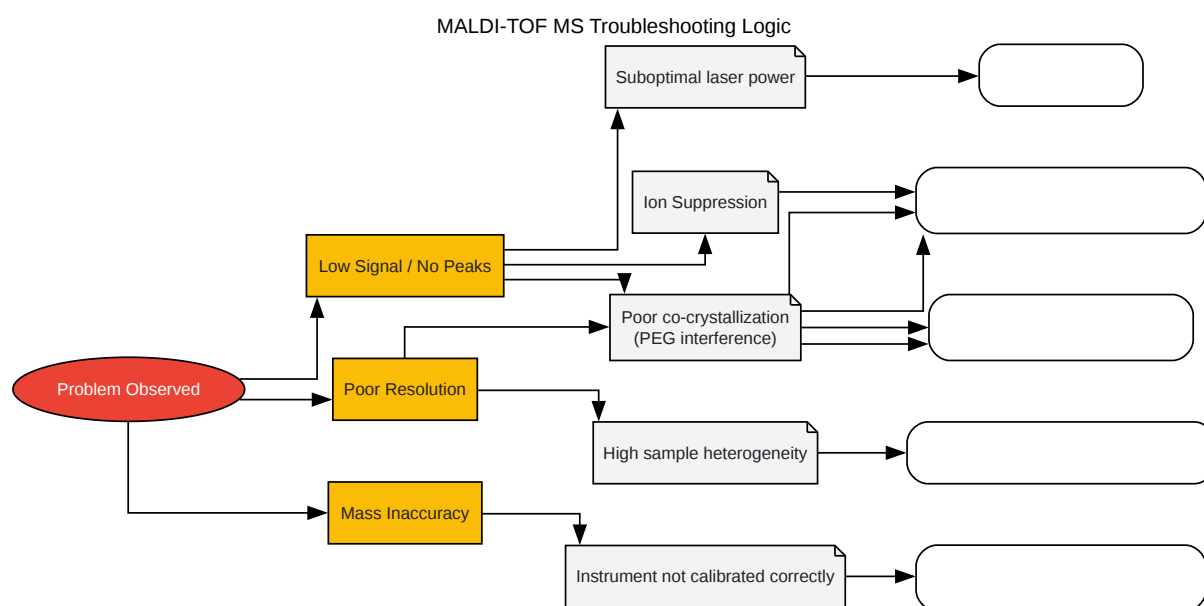 MALDI-TOF MS Troubleshooting Logic
Suboptimal laser power
Ion Suppression
Low Signal / No Peaks
Poor co-crystallization
(PEG interference)
Problem Observed
Poor Resolution
High sample heterogeneity
Mass Inaccuracy
Instrument not calibrated correctly